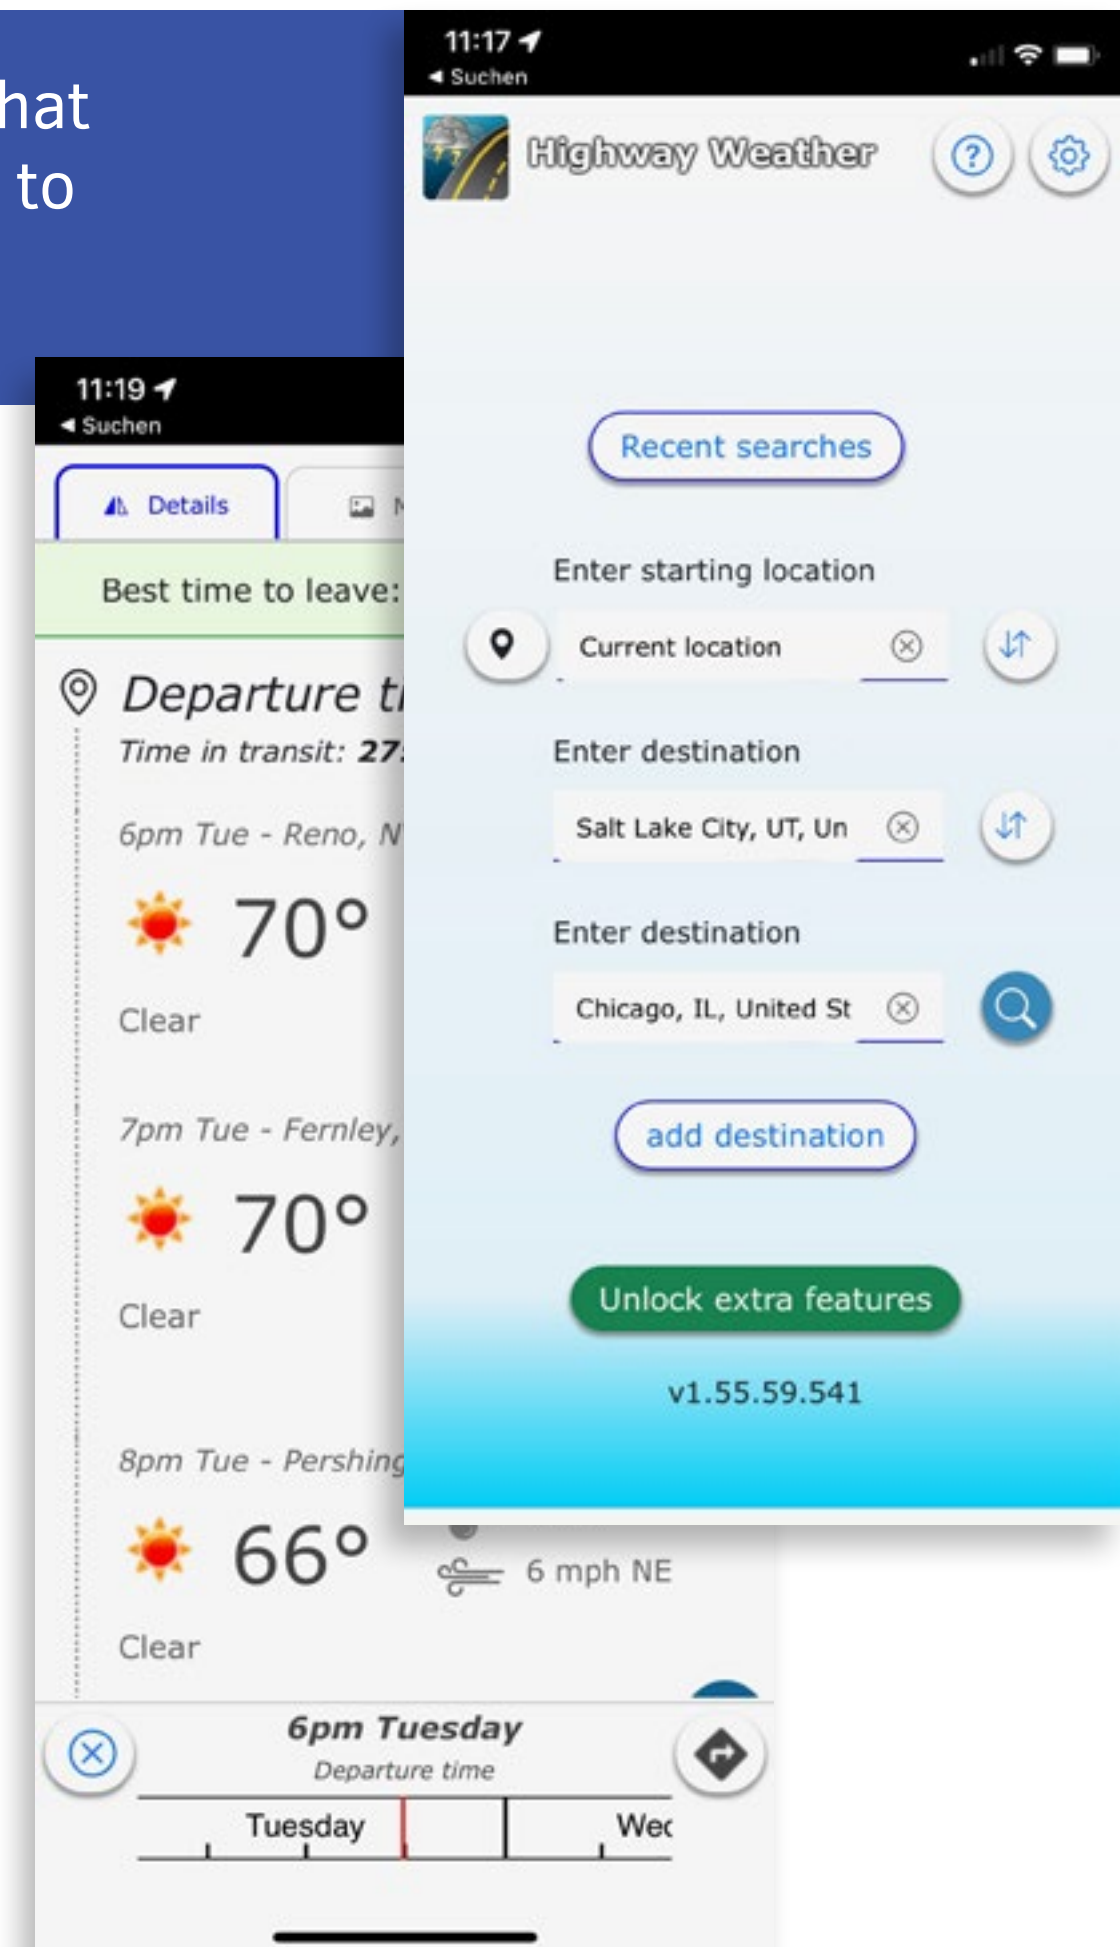 hat
to
11:17
◄ Suchen
Highway Weather
Recent searches
Enter starting location
Current location
Enter destination
Salt Lake City, UT, Un
Enter destination
Chicago, IL, United St
add destination
Unlock extra features
v1.55.59.541
11:19
◄ Suchen
Details
Best time to leave:
Departure
Time in transit: 27:
6pm Tue - Reno, N
70°
Clear
7pm Tue - Fernley,
70°
Clear
8pm Tue - Pershing
66°
6 mph NE
Clear
6pm Tuesday
Departure time
Tuesday
Wed